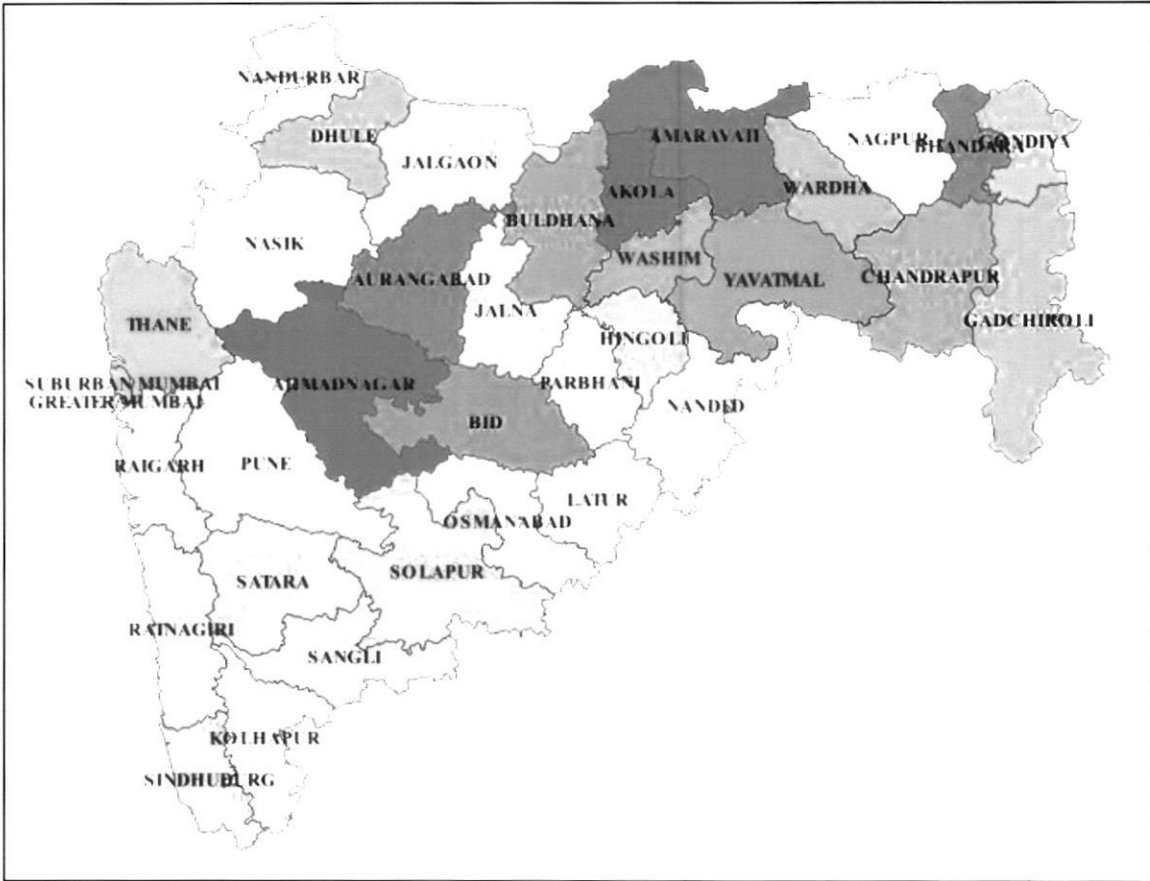 NANDURBAR
DHULE
JALGAON
AMARAVATI
NAGPUR
BHANDARA
GONDIYA
BULDHANA
AKOLA
WARDHA
NASIK
WASHIM
AURANGABAD
YAVATMAL
CHANDRAPUR
JALNA
THANE
HINGOLI
GADCHIROLI
SUBURBAN MUMBAI
GREATER MUMBAI
AHMADNAGAR
PARBHANI
NANDED
BID
RAIGARH
PUNE
LATUR
OSMANABAD
SATARA
SOLAPUR
RATNAGIRI
SANGLI
KOLHAPUR
SINDHUDURG